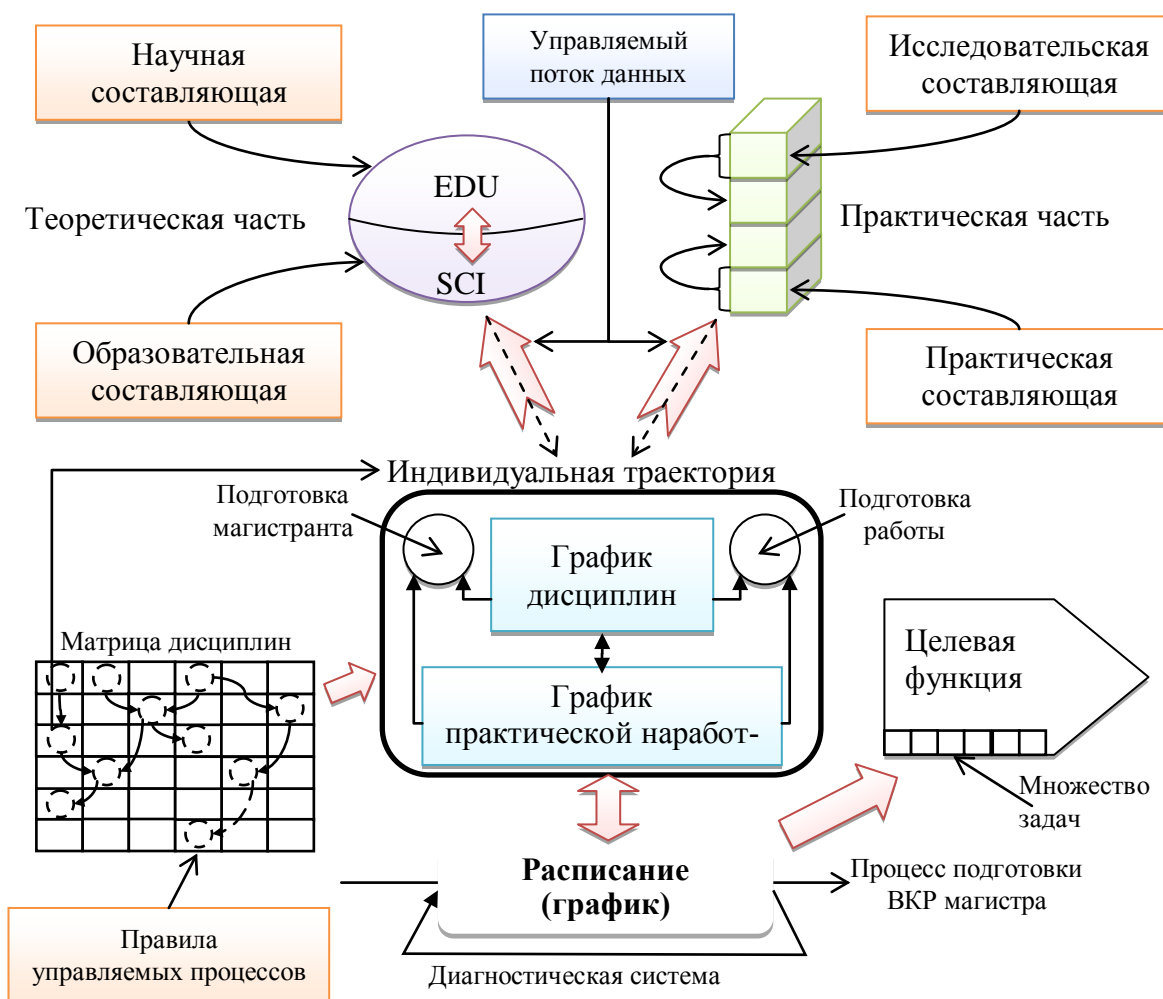 Научная
составляющая
Управляемый
поток данных
Исследовательская
составляющая
EDU
SCI
Теоретическая часть
Практическая часть
Образовательная
составляющая
Практическая
составляющая
Индивидуальная траектория
Подготовка
магистранта
Подготовка
работы
График
дисциплин
График
практической наработ-
Матрица дисциплин
Целевая
функция
Множество
задач
Расписание
(график)
Процесс подготовки
ВКР магистра
Правила
управляемых процессов
Диагностическая система